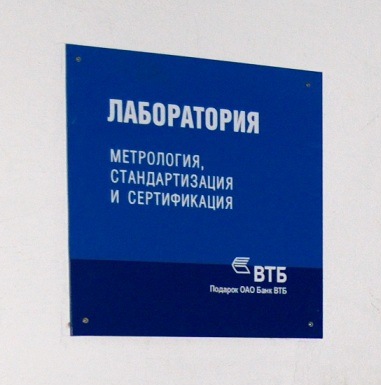 ЛАБОРАТОРИЯ
МЕТРОЛОГИЯ,
СТАНДАРТИЗАЦИЯ
И СЕРТИФИКАЦИЯ
ВТБ
Подарок ОАО Банк ВТБ